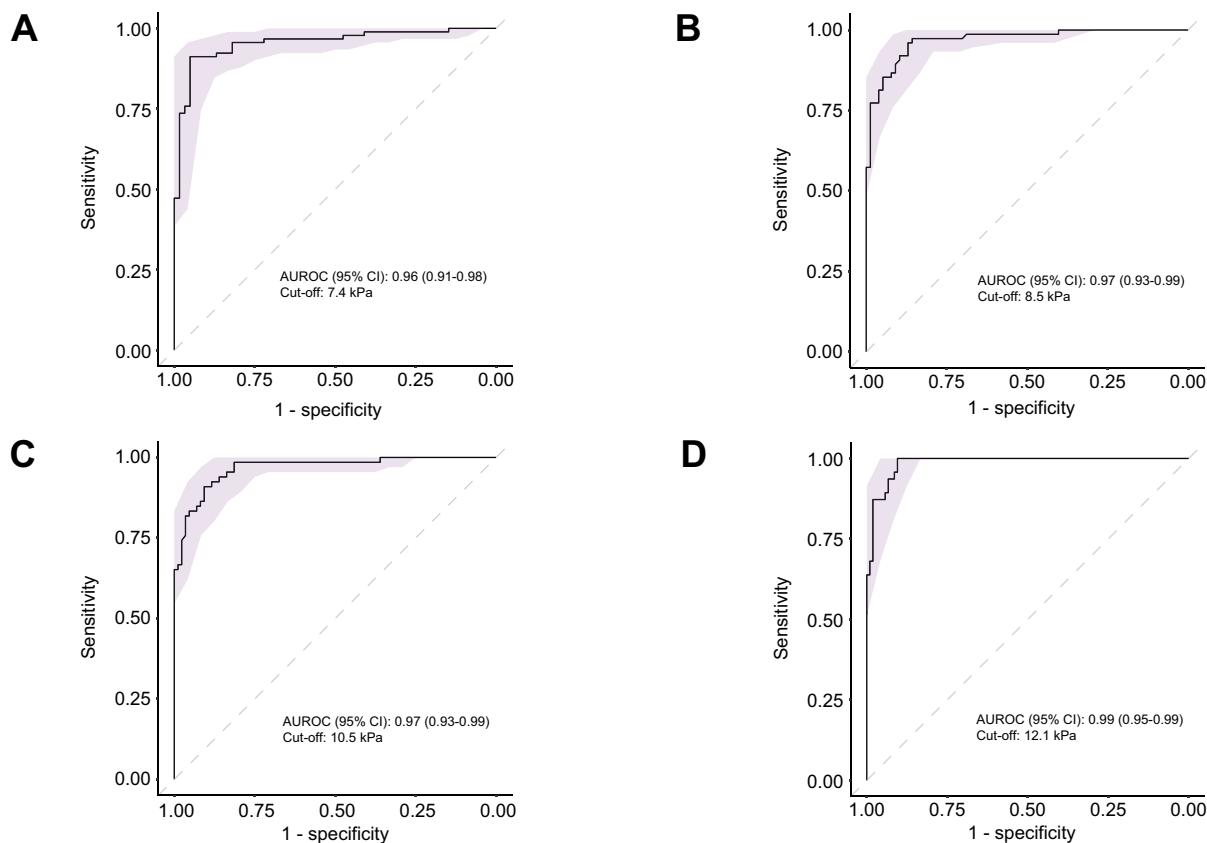 A
1.00
0.75
0.50
0.25
0.00
Sensitivity
AUROC (95% CI): 0.96 (0.91-0.98)
Cut-off: 7.4 kPa
1.00 0.75 0.50 0.25 0.00
1 - specificity
B
1.00
0.75
0.50
0.25
0.00
Sensitivity
AUROC (95% CI): 0.97 (0.93-0.99)
Cut-off: 8.5 kPa
1.00 0.75 0.50 0.25 0.00
1 - specificity
C
1.00
0.75
0.50
0.25
0.00
Sensitivity
AUROC (95% CI): 0.97 (0.93-0.99)
Cut-off: 10.5 kPa
1.00 0.75 0.50 0.25 0.00
1 - specificity
D
1.00
0.75
0.50
0.25
0.00
Sensitivity
AUROC (95% CI): 0.99 (0.95-0.99)
Cut-off: 12.1 kPa
1.00 0.75 0.50 0.25 0.00
1 - specificity